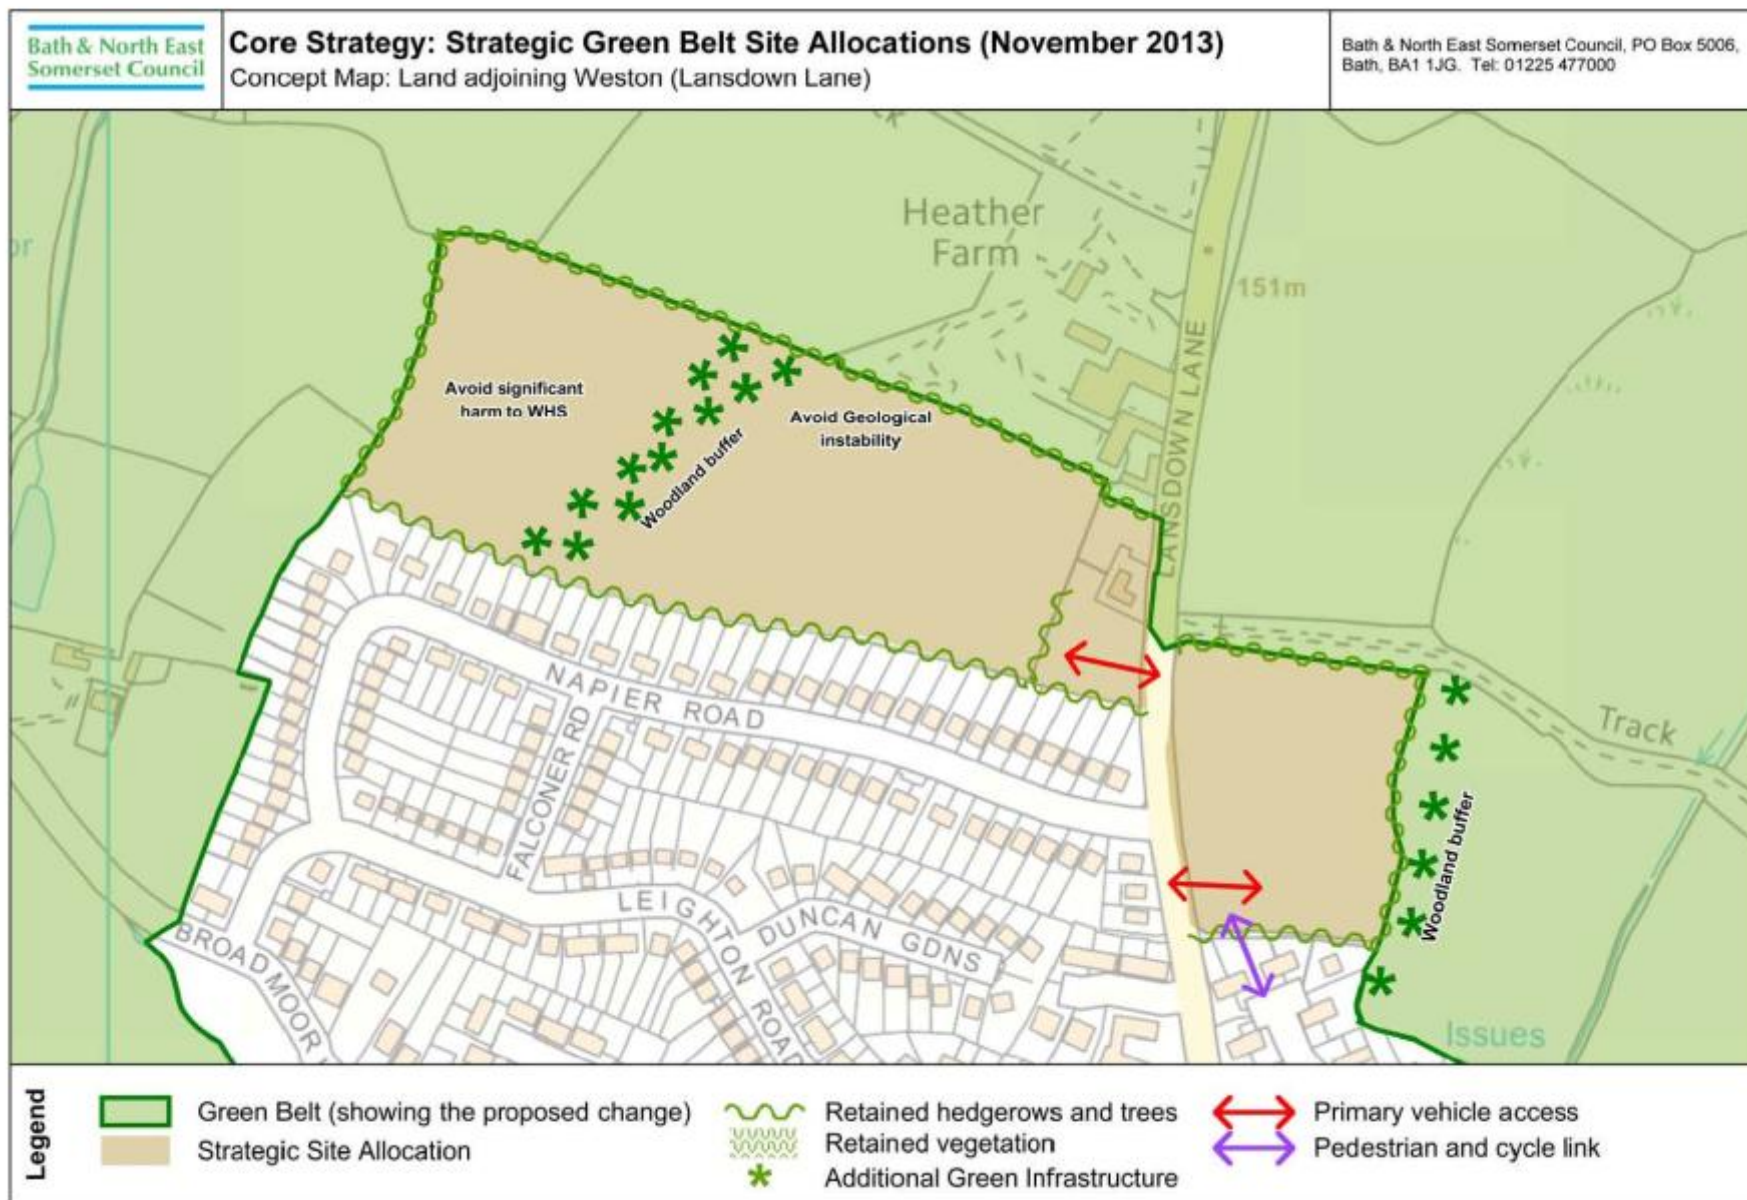 Bath & North East
Somerset Council
Core Strategy: Strategic Green Belt Site Allocations (November 2013)
Concept Map: Land adjoining Weston (Lansdown Lane)
Bath & North East Somerset Council, PO Box 5006,
Bath, BA1 1JG. Tel: 01225 477000
Heather
Farm
151m
LANSDOWN LANE
Avoid significant
harm to WHS
Avoid Geological
instability
Woodland buffer
Track
NAPIER ROAD
FALCONER RD
LEIGHTON ROAD
DUNCAN GDNS
BROADMOOR
Woodland buffer
Issues
Legend
Green Belt (showing the proposed change)
Strategic Site Allocation
Retained hedgerows and trees
Retained vegetation
Additional Green Infrastructure
Primary vehicle access
Pedestrian and cycle link